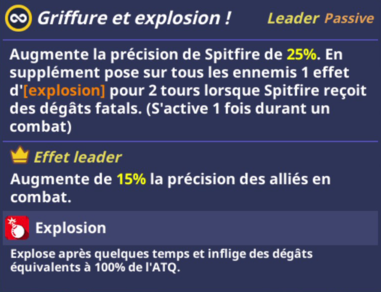 Griffure et explosion ! Leader Passive
Augmente la précision de Spitfire de 25%. En
supplément pose sur tous les ennemis 1 effet
d'[explosion] pour 2 tours lorsque Spitfire reçoit
des dégâts fatals. (S'active 1 fois durant un
combat)
Effet leader
Augmente de 15% la précision des alliés en
combat.
Explosion
Explose après quelques temps et inflige des dégâts
équivalents à 100% de l'ATQ.